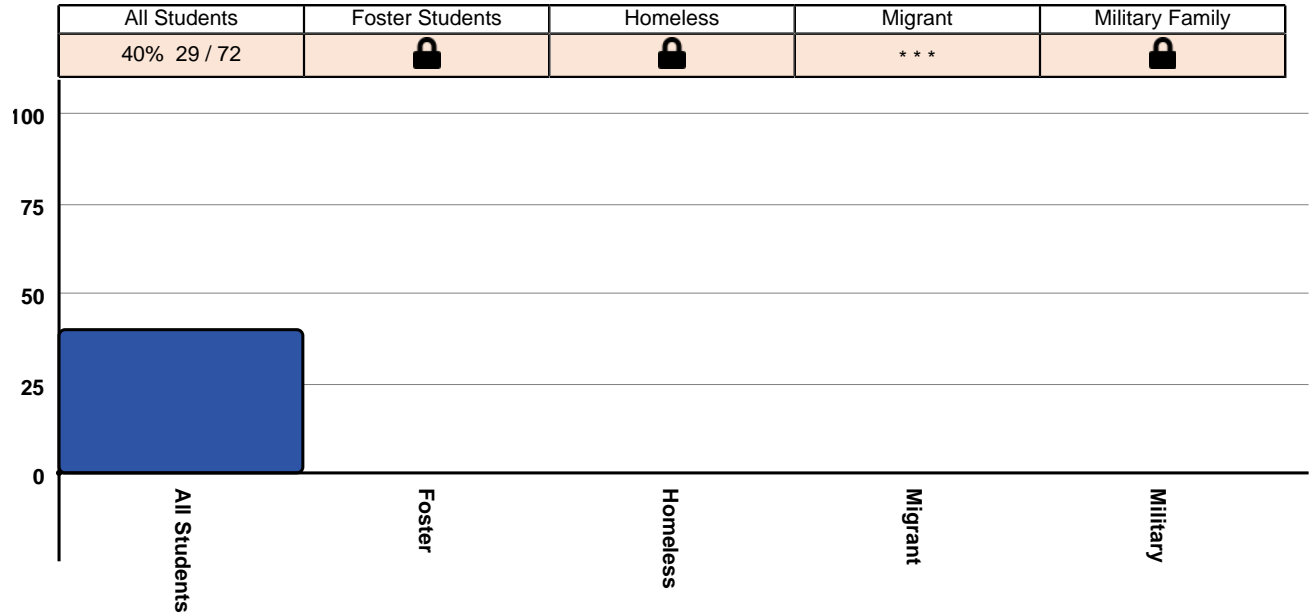 All Students Foster Students Homeless Migrant Military Family
40% 29 / 72 * * *
100
75
50
25
0
All Students
Foster
Homeless
Migrant
Military